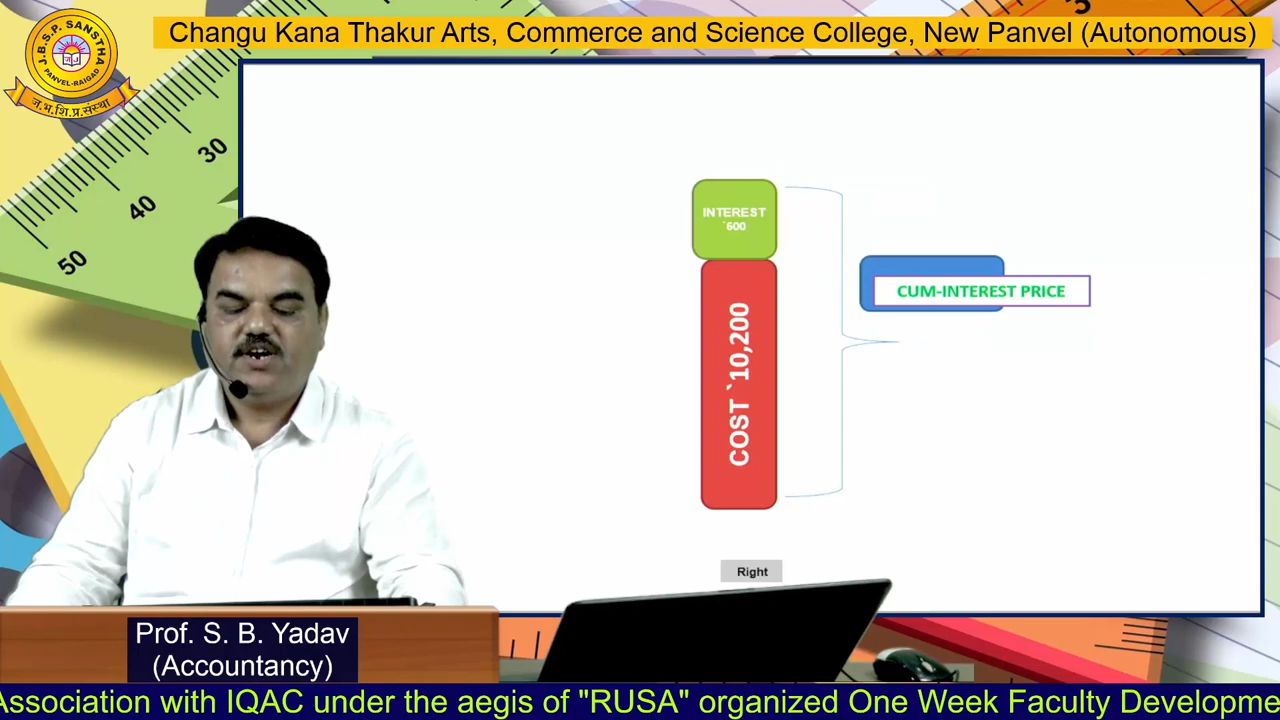 Changu Kana Thakur Arts, Commerce and Science College, New Panvel (Autonomous)
J.B.S.P. SANSTHA
PANVEL-RAIGAD
ज.भ.शि.प्र.संस्था
30
40
50
INTEREST
`600
COST `10,200
CUM-INTEREST PRICE
Right
Prof. S. B. Yadav
(Accountancy)
Association with IQAC under the aegis of "RUSA" organized One Week Faculty Developme